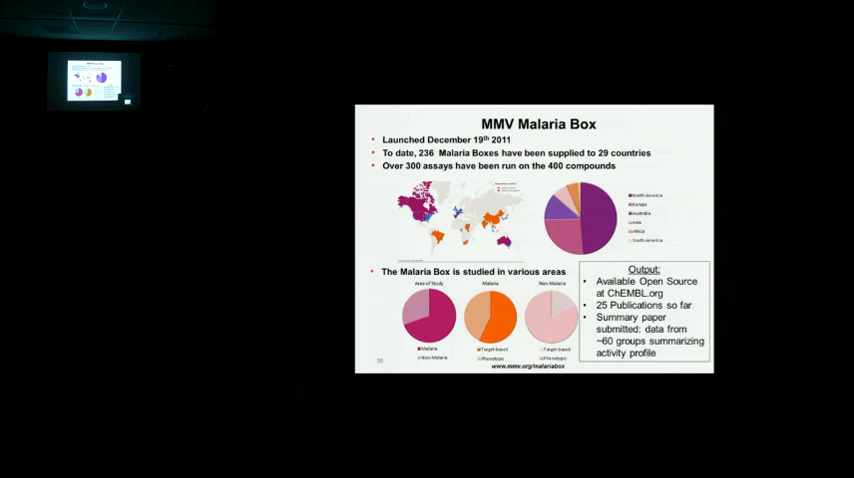 MMV Malaria Box
• Launched December 19th 2011
• To date, 236 Malaria Boxes have been supplied to 29 countries
• Over 300 assays have been run on the 400 compounds
North America
Europe
Australia
Asia
Africa
South America
• The Malaria Box is studied in various areas
Area of Study
Malaria
Non-Malaria
Malaria
Target-based
Phenotypic
Non-Malaria
Target-based
Phenotypic
Output:
• Available Open Source
at ChEMBL.org
• 25 Publications so far
• Summary paper
submitted: data from
~60 groups summarizing
activity profile
www.mmv.org/malariabox